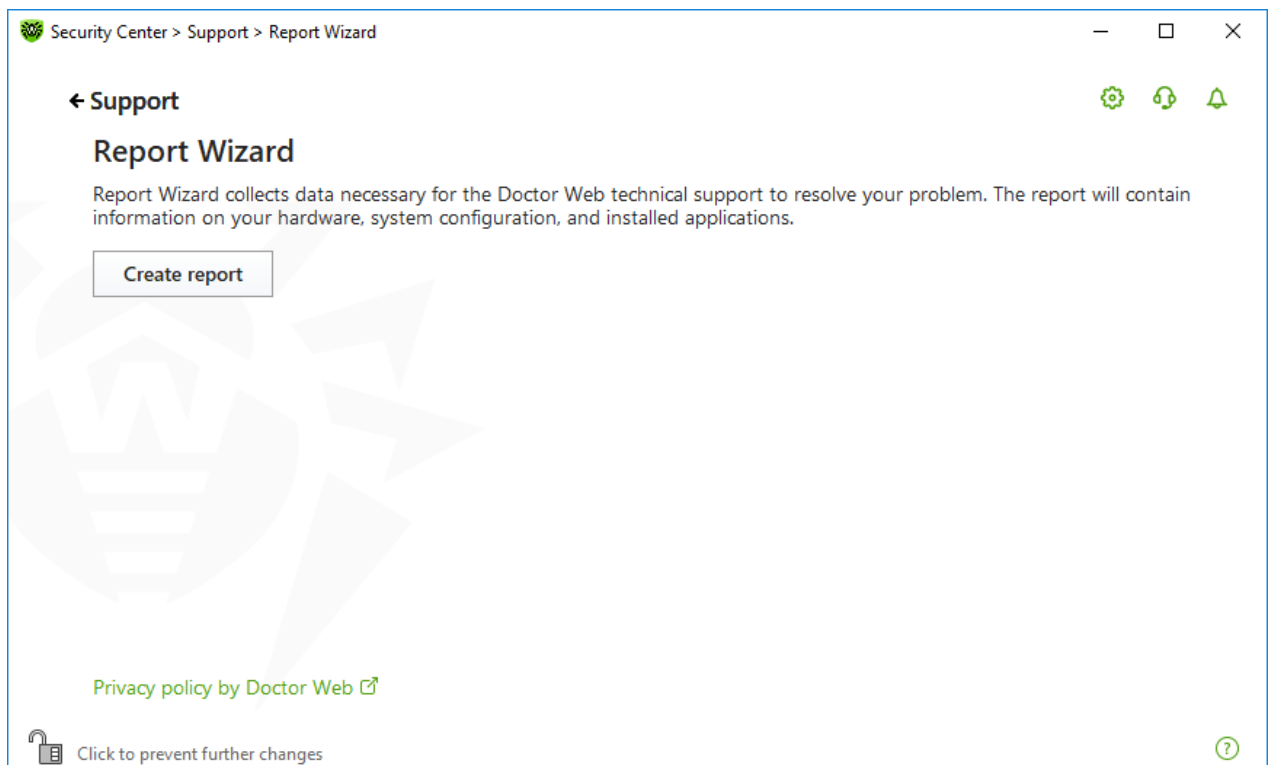 Security Center > Support > Report Wizard
Support
Report Wizard
Report Wizard collects data necessary for the Doctor Web technical support to resolve your problem. The report will contain
information on your hardware, system configuration, and installed applications.
Create report
Privacy policy by Doctor Web
Click to prevent further changes